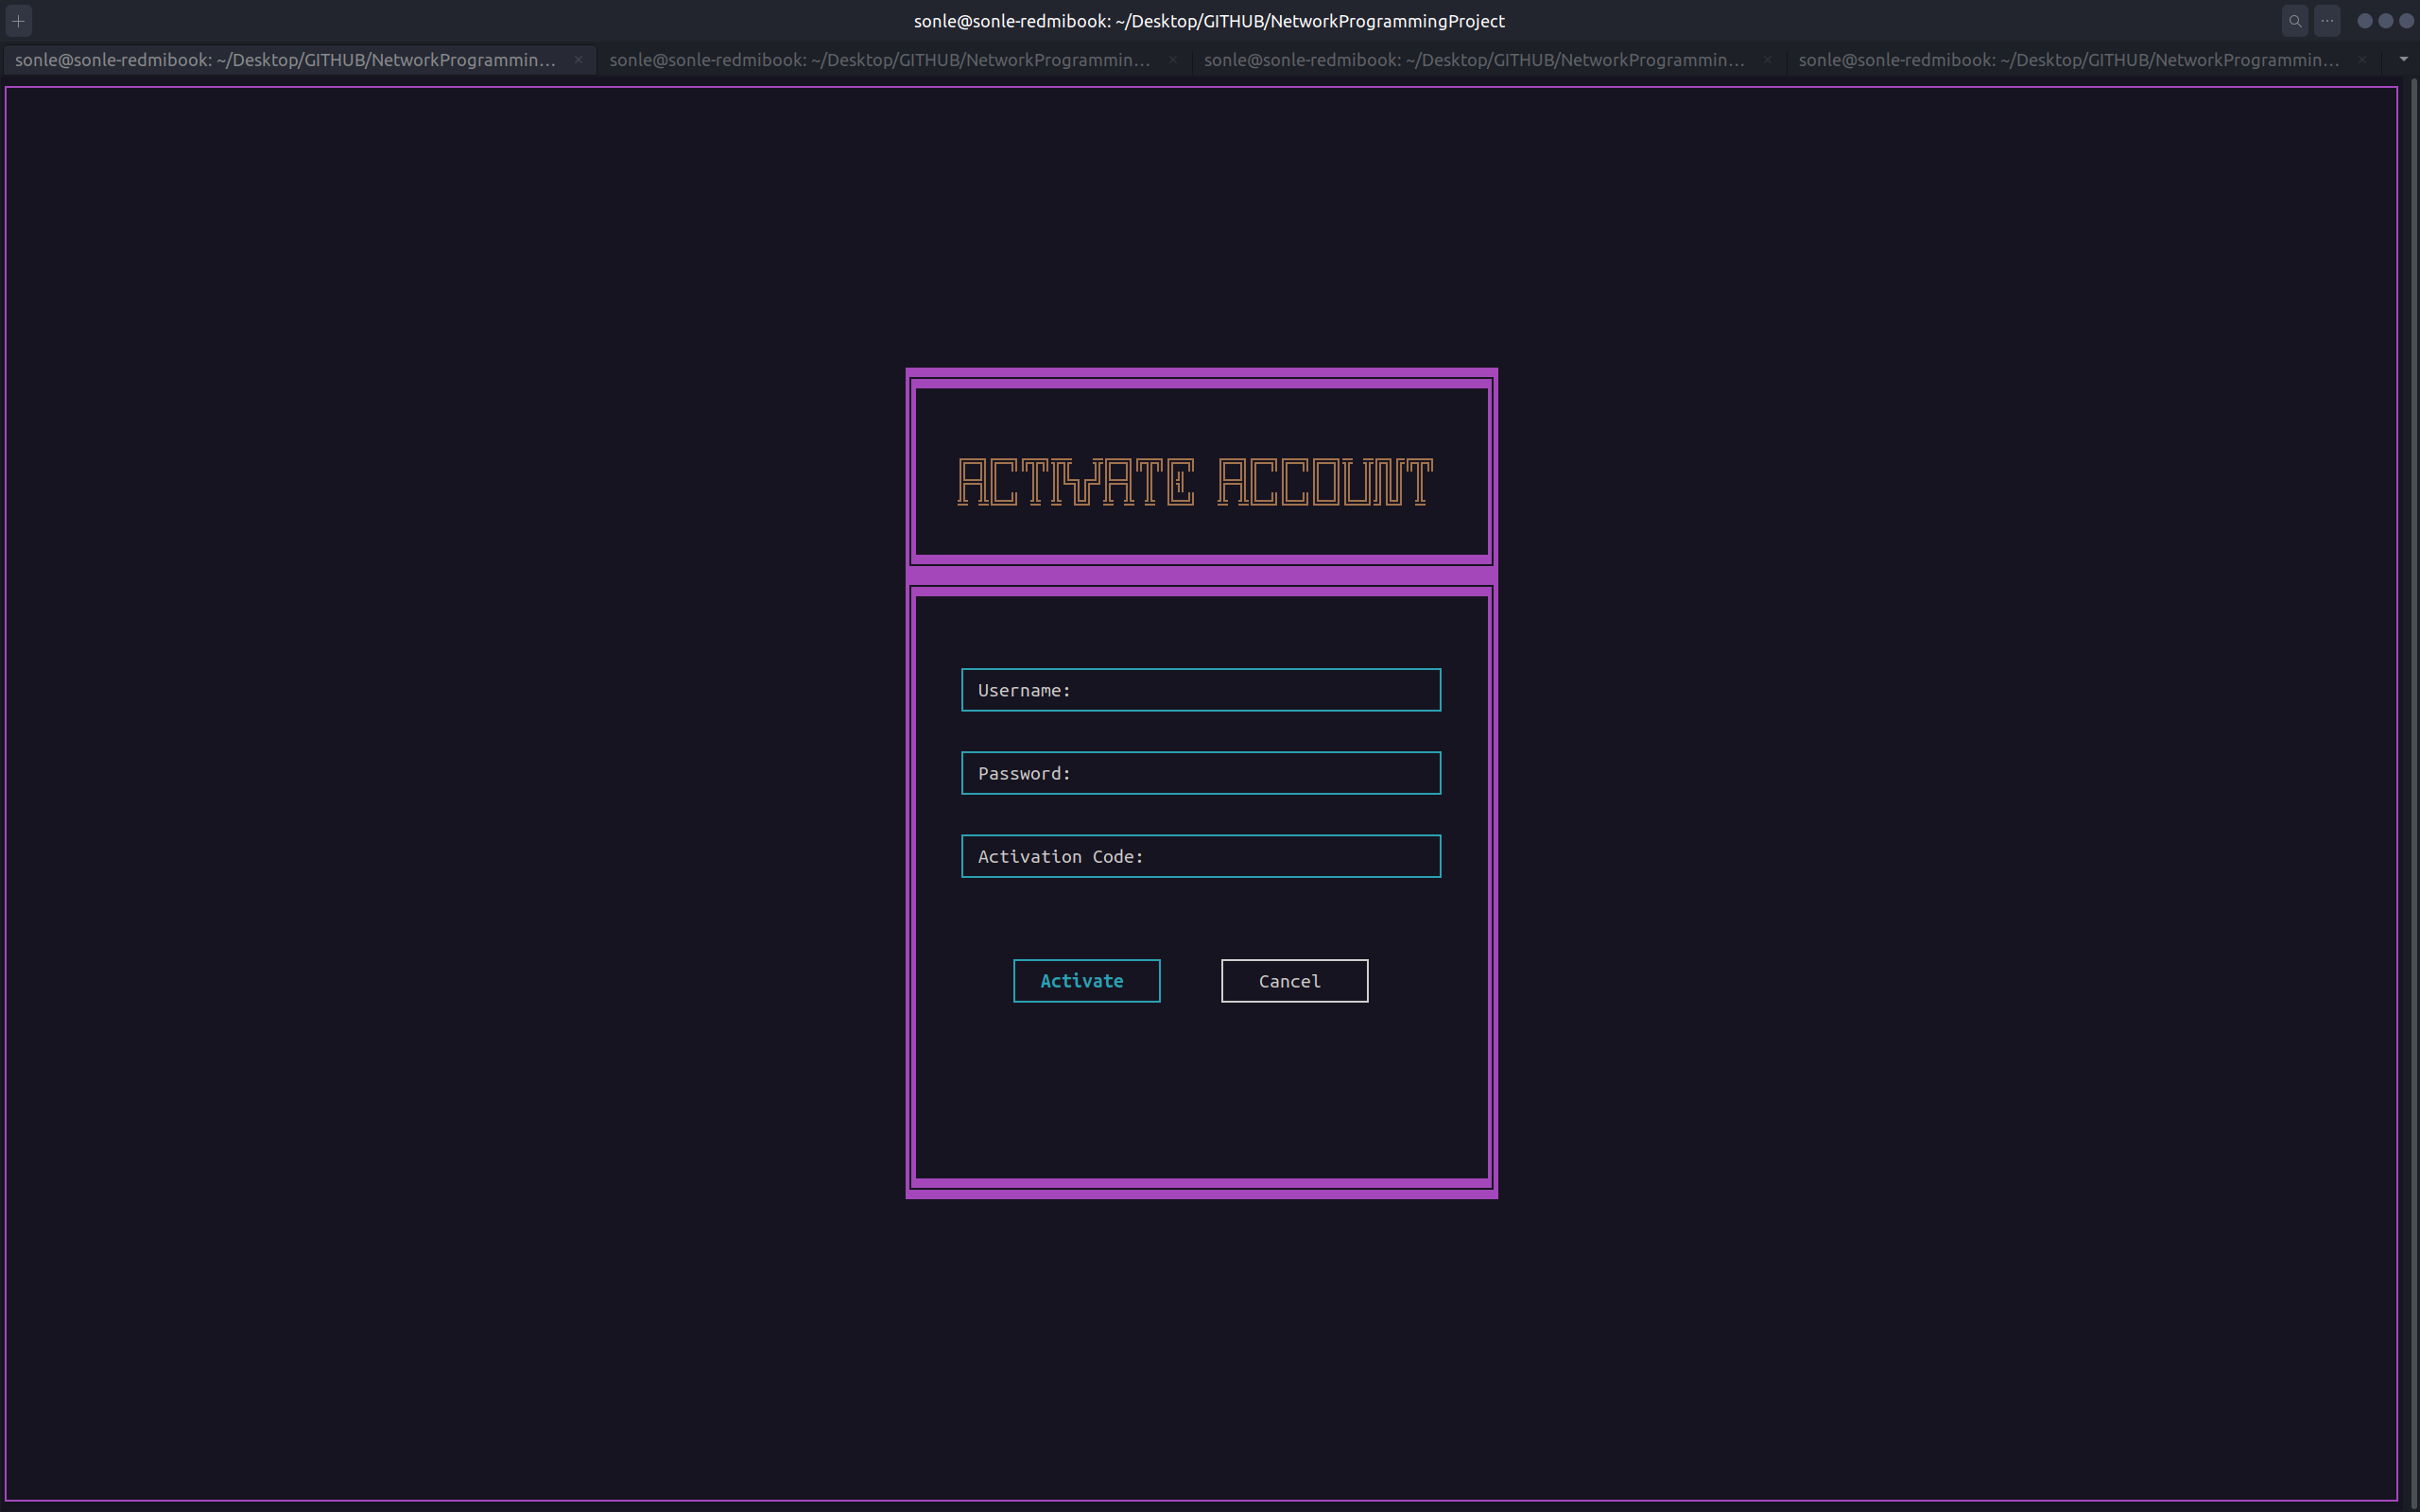 sonle@sonle-redmibook: ~/Desktop/GITHUB/NetworkProgrammingProject
sonle@sonle-redmibook: ~/Desktop/GITHUB/NetworkProgrammin… sonle@sonle-redmibook: ~/Desktop/GITHUB/NetworkProgrammin… sonle@sonle-redmibook: ~/Desktop/GITHUB/NetworkProgrammin… sonle@sonle-redmibook: ~/Desktop/GITHUB/NetworkProgrammin…
ACTIVATE ACCOUNT
Username:
Password:
Activation Code:
Activate Cancel